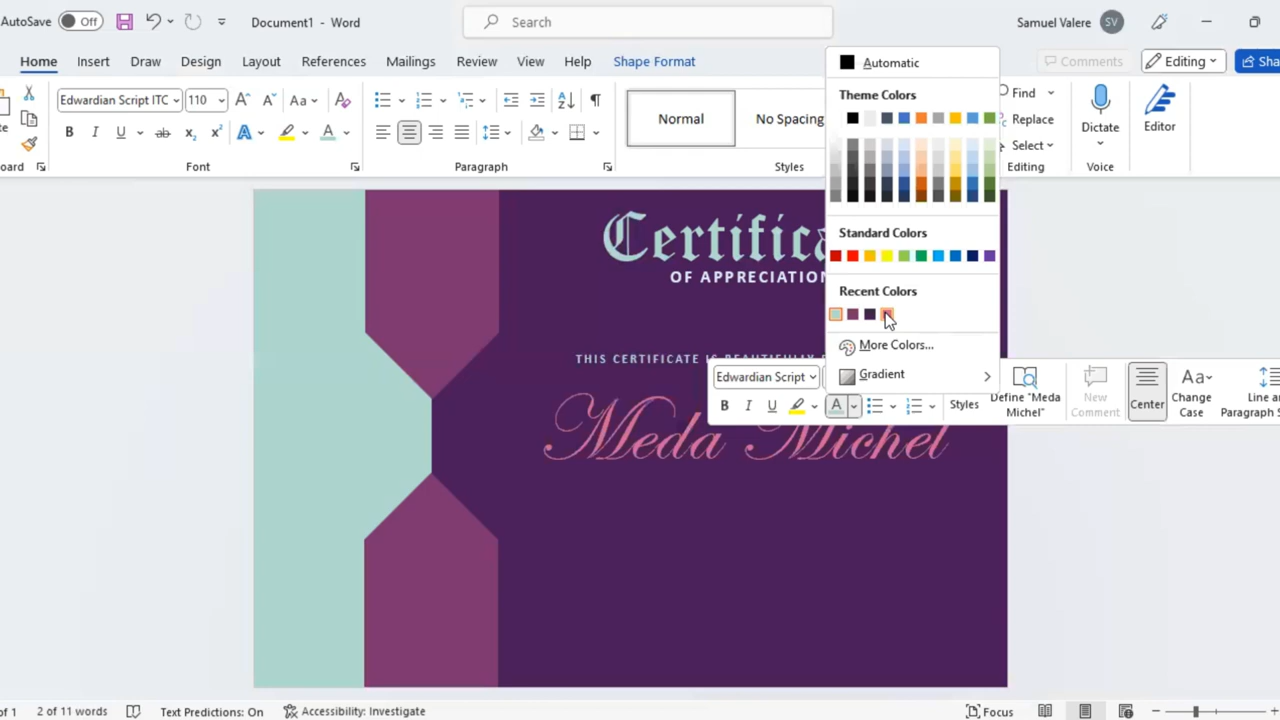 AutoSave Off Document1 - Word Search Samuel Valere SV
Home Insert Draw Design Layout References Mailings Review View Help Shape Format Comments Editing
Edwardian Script ITC 110 Aa
Font
Paragraph
Normal
No Spacing
Styles
Find
Replace
Select
Editing
Dictate
Voice
Editor
Automatic
Theme Colors
Standard Colors
Recent Colors
More Colors...
Gradient
OF APPRECIATION
THIS CERTIFICATE IS
Meda Michel
Edwardian Script
B I U A
Styles
Define "Meda
Michel"
New
Comment
Center
Change
Case
2 of 11 words Text Predictions: On Accessibility: Investigate Focus